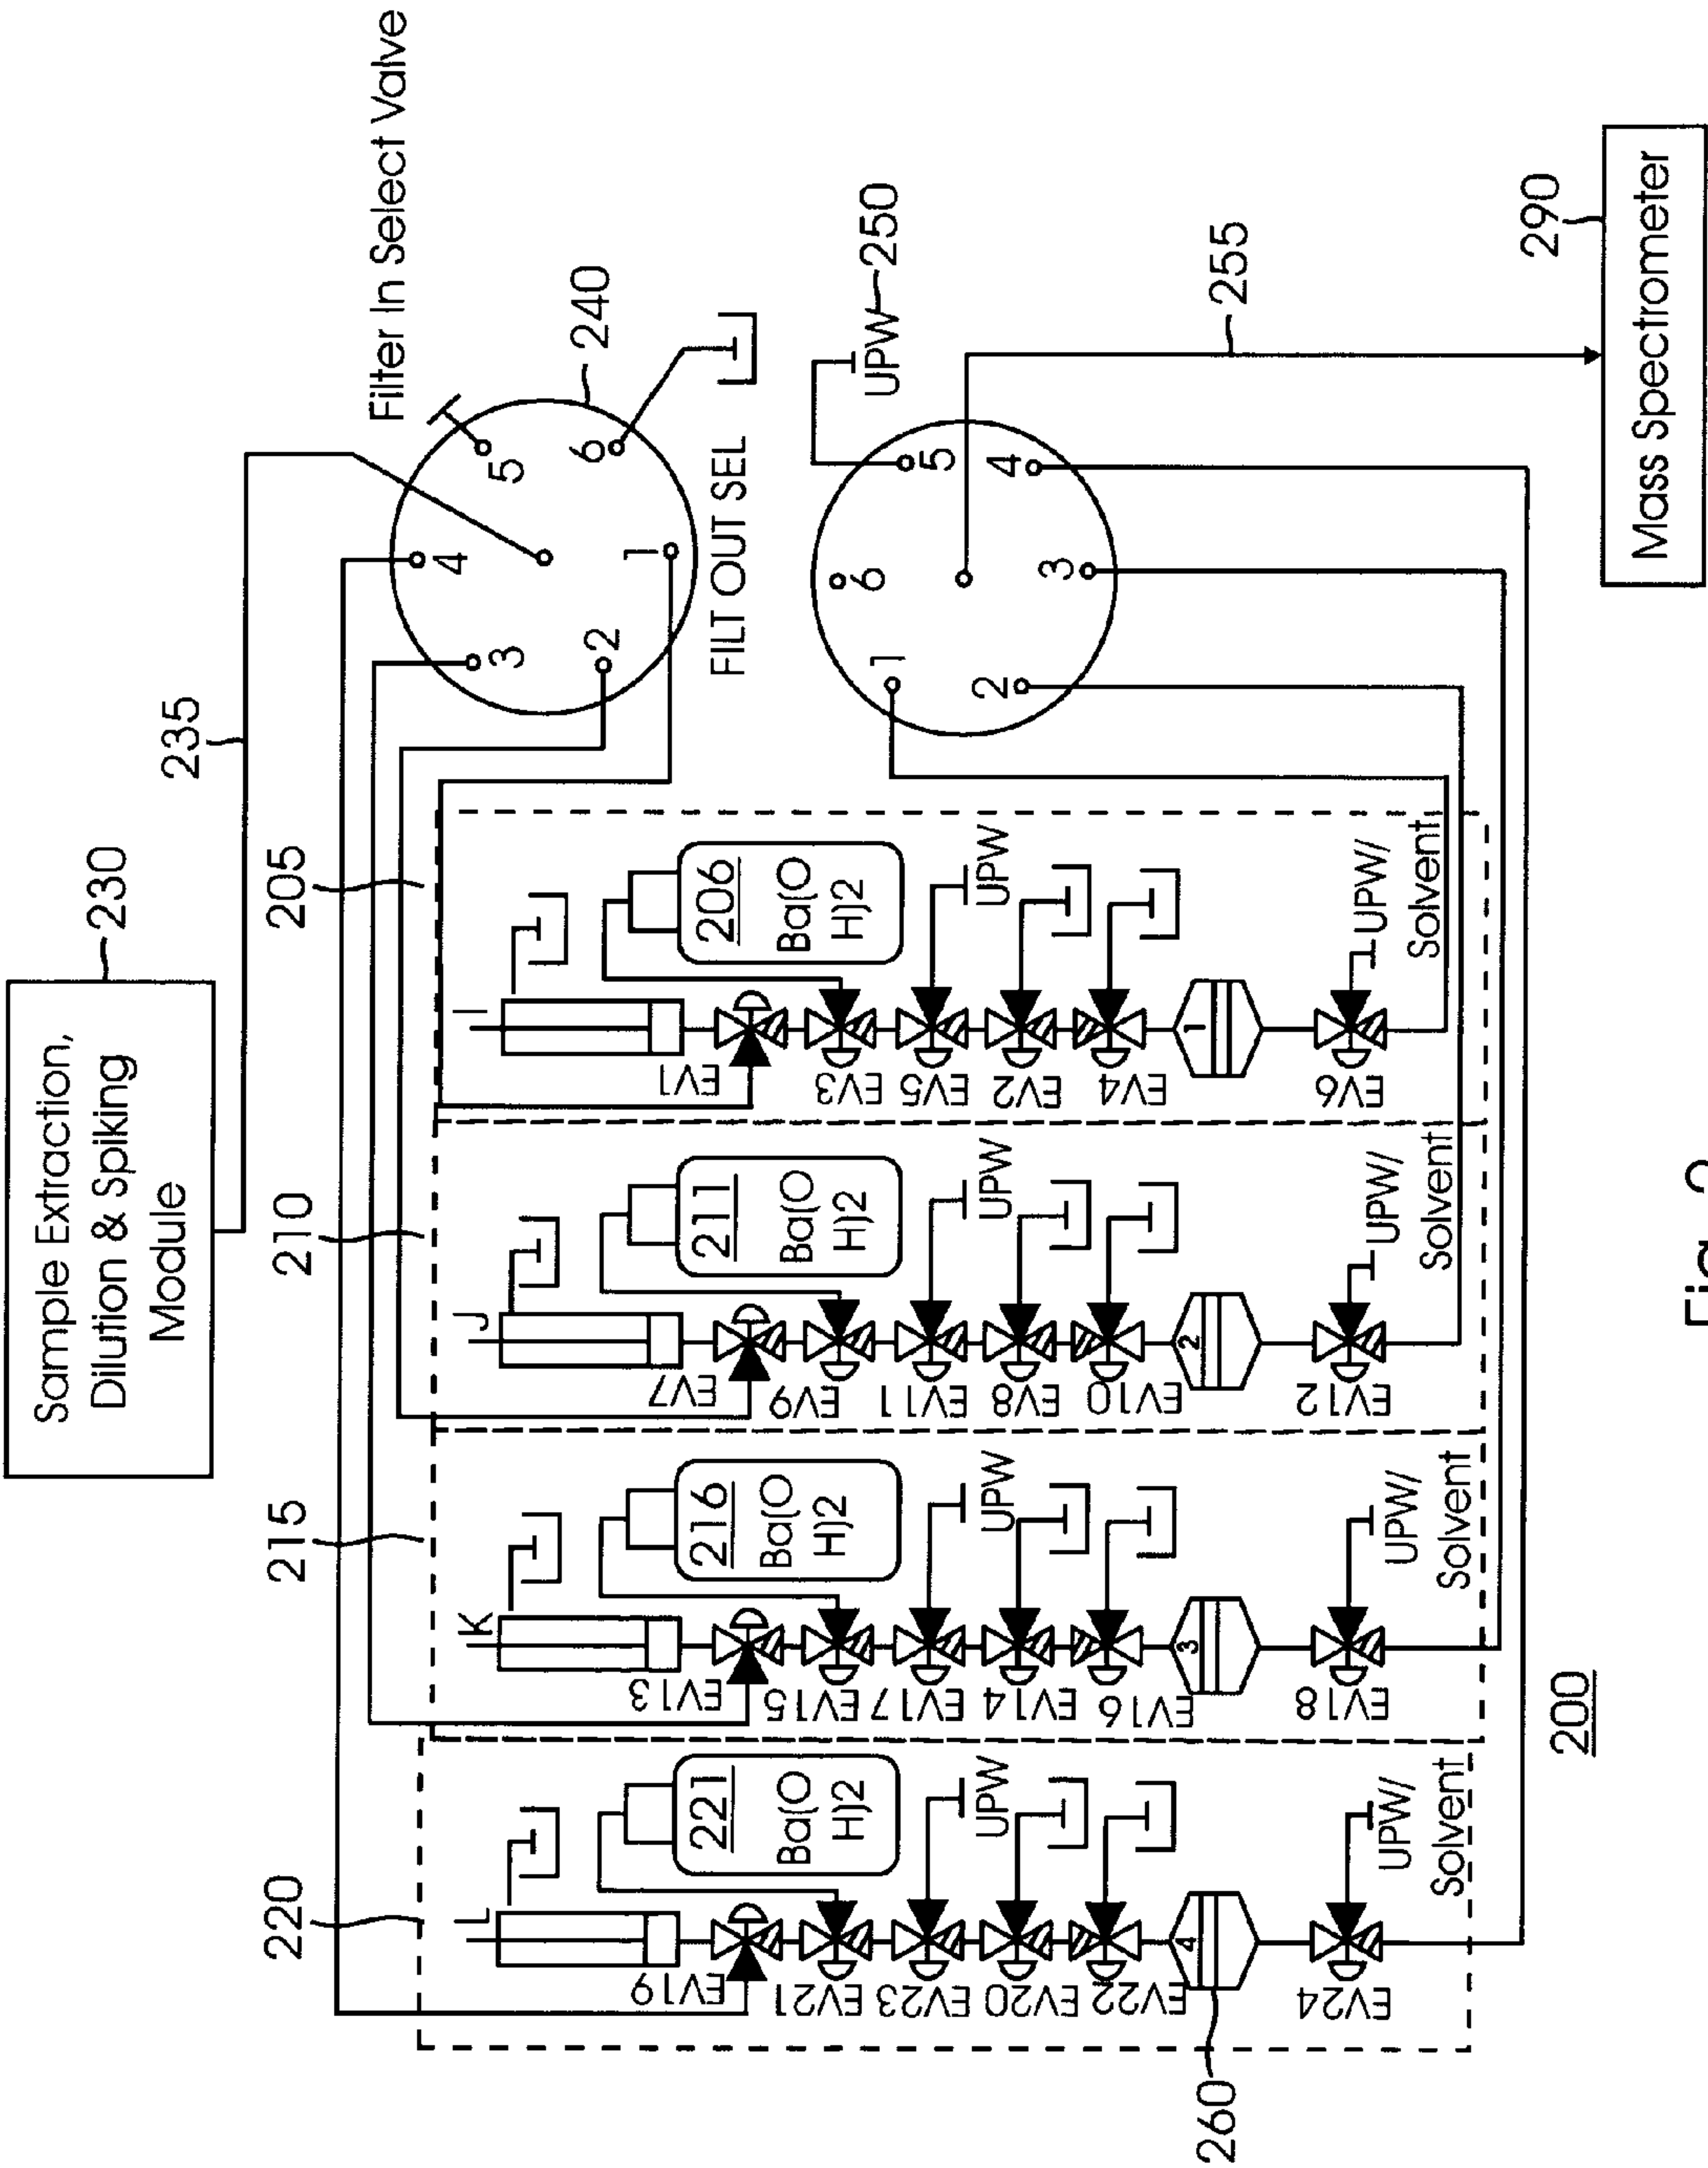 Sample Extraction,
Dilution & Spiking
Module
230
235
Filter In Select Valve
240
1
2
3
4
5
6
FILT OUT SEL
1
2
3
4
5
6
UPW
250
255
290
Mass Spectrometer
220
L
221
Ba(O
H)2
EV19
EV21
EV23
EV20
EV22
UPW
4
260
EV24
UPW/
Solvent
215
K
216
Ba(O
H)2
EV13
EV15
EV17
EV14
EV16
UPW
3
EV18
UPW/
Solvent
210
J
211
Ba(O
H)2
EV7
EV9
EV11
EV8
EV10
UPW
2
EV12
UPW/
Solvent
205
I
206
Ba(O
H)2
EV1
EV3
EV5
EV2
EV4
UPW
1
EV6
UPW/
Solvent
200